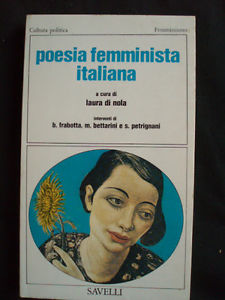 Cultura politica
Femminismo
poesia femminista
italiana
a cura di
laura di nola
interventi di
b. frabotta, m. bettarini e s. petrignani
SAVELLI